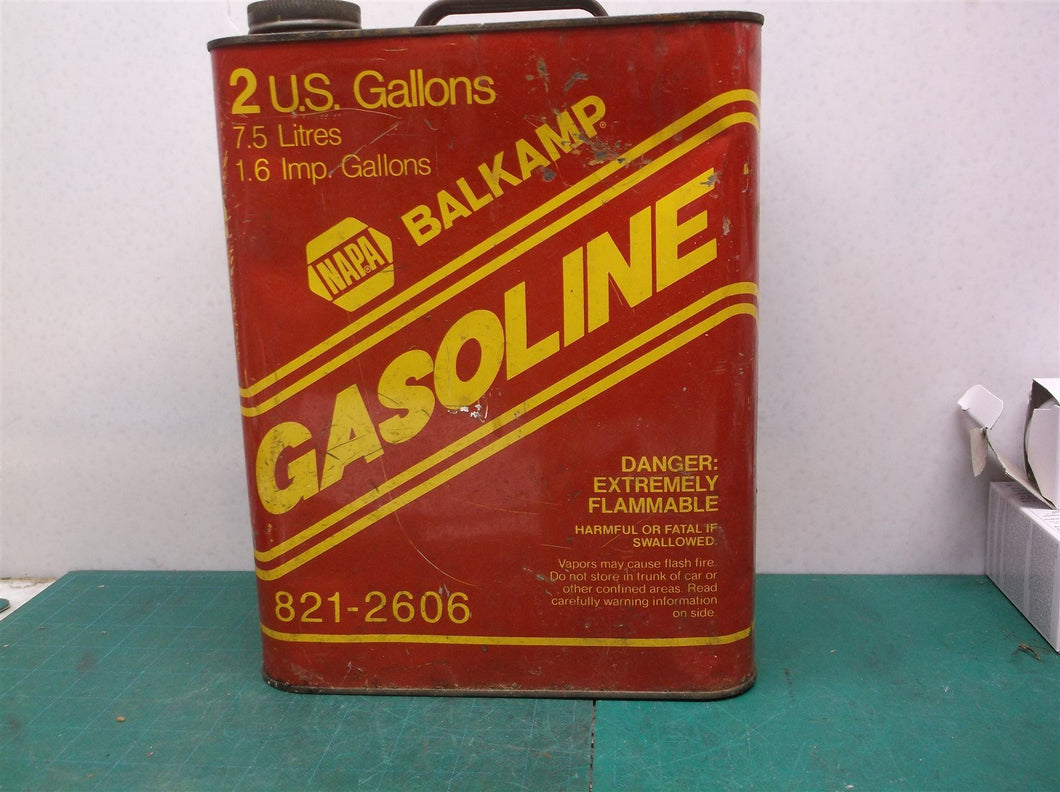 2 U.S. Gallons
7.5 Litres
1.6 Imp. Gallons
NAPA®
BALKAMP®
GASOLINE
DANGER:
EXTREMELY
FLAMMABLE
HARMFUL OR FATAL IF
SWALLOWED.
Vapors may cause flash fire.
Do not store in trunk of car or
other confined areas. Read
carefully warning information
on side.
821-2606